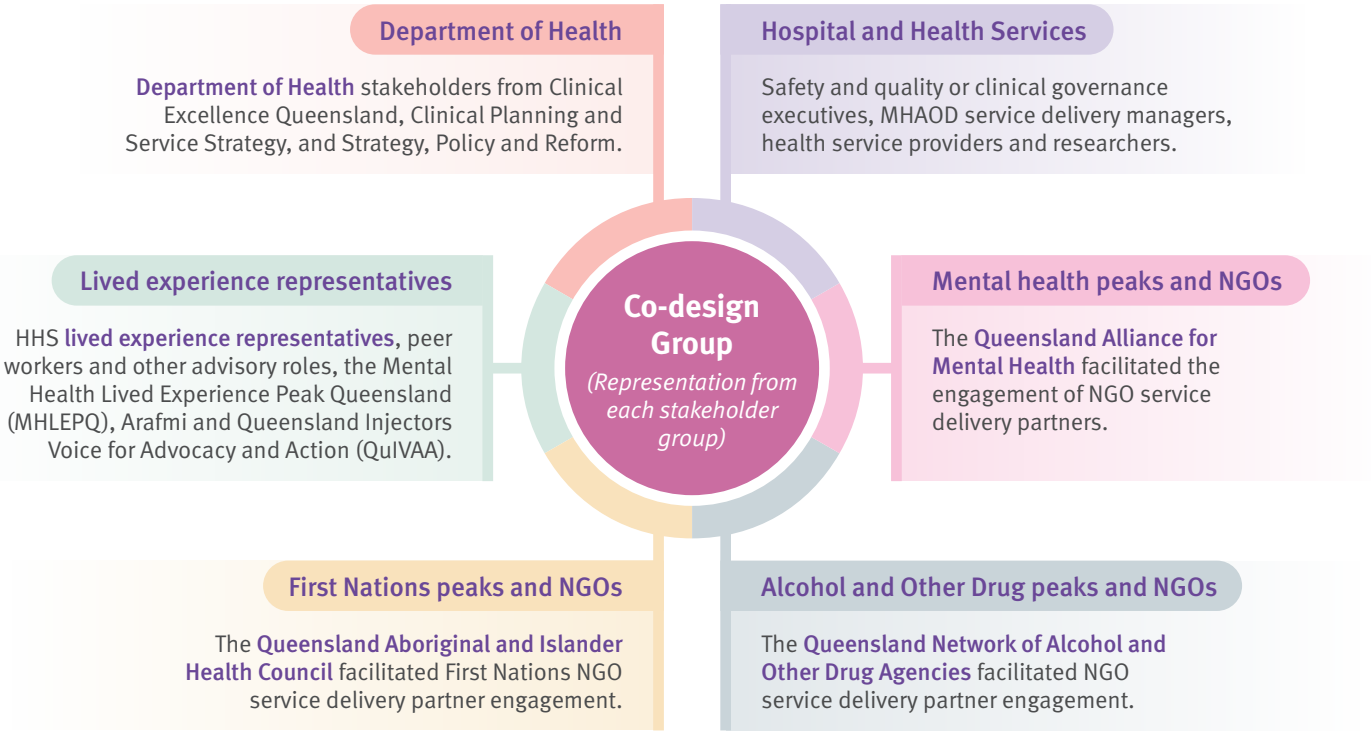 Department of Health
Department of Health stakeholders from Clinical
Excellence Queensland, Clinical Planning and
Service Strategy, and Strategy, Policy and Reform.
Hospital and Health Services
Safety and quality or clinical governance
executives, MHAOD service delivery managers,
health service providers and researchers.
Lived experience representatives
HHS lived experience representatives, peer
workers and other advisory roles, the Mental
Health Lived Experience Peak Queensland
(MHLEPQ), Arafmi and Queensland Injectors
Voice for Advocacy and Action (QuIVAA).
Co-design
Group
(Representation from
each stakeholder
group)
Mental health peaks and NGOs
The Queensland Alliance for
Mental Health facilitated the
engagement of NGO service
delivery partners.
First Nations peaks and NGOs
The Queensland Aboriginal and Islander
Health Council facilitated First Nations NGO
service delivery partner engagement.
Alcohol and Other Drug peaks and NGOs
The Queensland Network of Alcohol and
Other Drug Agencies facilitated NGO
service delivery partner engagement.